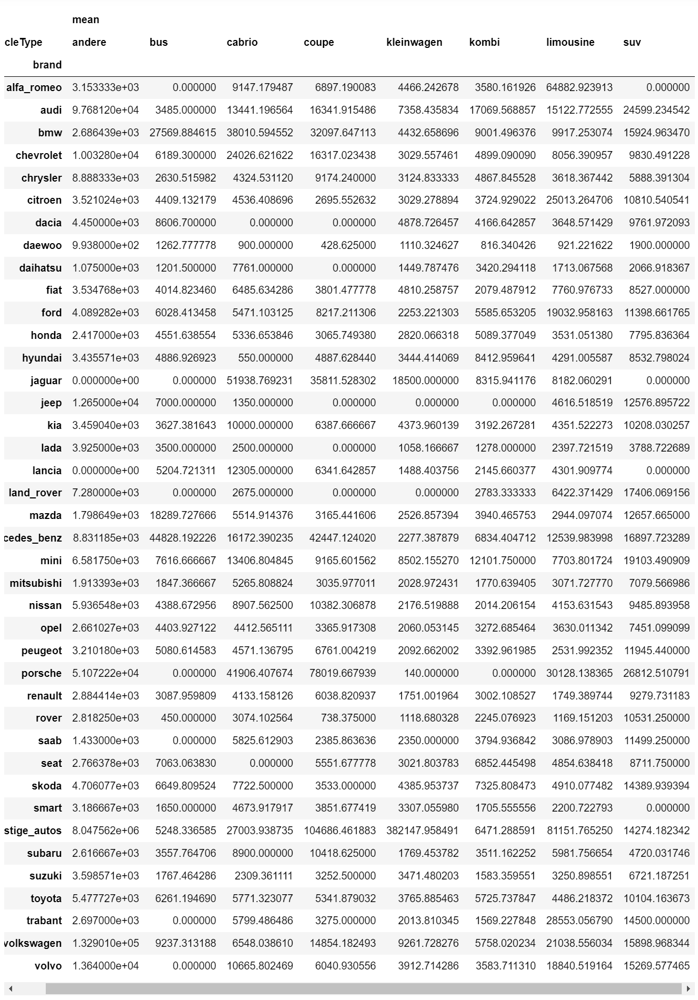 mean
cleType andere bus cabrio coupe kleinwagen kombi limousine suv
brand
alfa_romeo 3.153333e+03 0.000000 9147.179487 6897.190083 4466.242678 3580.161926 64882.923913 0.000000
audi 9.768120e+04 3485.000000 13441.196564 16341.915486 7358.435834 17069.568857 15122.772555 24599.234542
bmw 2.686439e+03 27569.884615 38010.594552 32097.647113 4432.658696 9001.496376 9917.253074 15924.963470
chevrolet 1.003280e+04 6189.300000 24026.621622 16317.023438 3029.557461 4899.090090 8056.390957 9830.491228
chrysler 8.888333e+03 2630.515982 4324.531120 9174.240000 3124.833333 4867.845528 3618.367442 5888.391304
citroen 3.521024e+03 4409.132179 4536.408696 2695.552632 3029.278894 3724.929022 25013.264706 10810.540541
dacia 4.450000e+03 8606.700000 0.000000 0.000000 4878.726457 4166.642857 3648.571429 9761.972093
daewoo 9.938000e+02 1262.777778 900.000000 428.625000 1110.324627 816.340426 921.221622 1900.000000
daihatsu 1.075000e+03 1201.500000 7761.000000 0.000000 1449.787476 3420.294118 1713.067568 2066.918367
fiat 3.534768e+03 4014.823460 6485.634286 3801.477778 4810.258757 2079.487912 7760.976733 8527.000000
ford 4.089282e+03 6028.413458 5471.103125 8217.211306 2253.221303 5585.653205 19032.958163 11398.661765
honda 2.417000e+03 4551.638554 5336.653846 3065.749380 2820.066318 5089.377049 3531.051380 7795.836364
hyundai 3.435571e+03 4886.926923 550.000000 4887.628440 3444.414069 8412.959641 4291.005587 8532.798024
jaguar 0.000000e+00 0.000000 51938.769231 35811.528302 18500.000000 8315.941176 8182.060291 0.000000
jeep 1.265000e+04 7000.000000 1350.000000 0.000000 0.000000 0.000000 4616.518519 12576.895722
kia 3.459040e+03 3627.381643 10000.000000 6387.666667 4373.960139 3192.267281 4351.522273 10208.030257
lada 3.925000e+03 3500.000000 2500.000000 0.000000 1058.166667 1278.000000 2397.721519 3788.722689
lancia 0.000000e+00 5204.721311 12305.000000 6341.642857 1488.403756 2145.660377 4301.909774 0.000000
land_rover 7.280000e+03 0.000000 2675.000000 0.000000 0.000000 2783.333333 6422.371429 17406.069156
mazda 1.798649e+03 18289.727666 5514.914376 3165.441606 2526.857394 3940.465753 2944.097074 12657.665000
cedes_benz 8.831185e+03 44828.192226 16172.390235 42447.124020 2277.387879 6834.404712 12539.983998 16897.723289
mini 6.581750e+03 7616.666667 13406.804845 9165.601562 8502.155270 12101.750000 7703.801724 19103.490909
mitsubishi 1.913393e+03 1847.366667 5265.808824 3035.977011 2028.972431 1770.639405 3071.727770 7079.566986
nissan 5.936548e+03 4388.672956 8907.562500 10382.306878 2176.519888 2014.206154 4153.631543 9485.893958
opel 2.661027e+03 4403.927122 4412.565111 3365.917308 2060.053145 3272.685464 3630.011342 7451.099099
peugeot 3.210180e+03 5080.614583 4571.136795 6761.004219 2092.662002 3392.961985 2531.992352 11945.440000
porsche 5.107222e+04 0.000000 41906.407674 78019.667939 140.000000 0.000000 30128.138365 26812.510791
renault 2.884414e+03 3087.959809 4133.158126 6038.820937 1751.001964 3002.108527 1749.389744 9279.731183
rover 2.818250e+03 450.000000 3074.102564 738.375000 1118.680328 2245.076923 1169.151203 10531.250000
saab 1.433000e+03 0.000000 5825.612903 2385.863636 2350.000000 3794.936842 3086.978903 11499.250000
seat 2.766378e+03 7063.063830 0.000000 5551.677778 3021.803783 6852.445498 4854.638418 8711.750000
skoda 4.706077e+03 6649.809524 7722.500000 3533.000000 4385.953737 7325.808473 4910.077482 14389.939394
smart 3.186667e+03 1650.000000 4673.917917 3851.677419 3307.055980 1705.555556 2200.722793 0.000000
stige_autos 8.047562e+06 5248.336585 27003.938735 104686.461883 382147.958491 6471.288591 81151.765250 14274.182342
subaru 2.616667e+03 3557.764706 8900.000000 10418.625000 1769.453782 3511.162252 5981.756654 4720.031746
suzuki 3.598571e+03 1767.464286 2309.361111 3252.500000 3471.480203 1583.359551 3250.898551 6721.187251
toyota 5.477727e+03 6261.194690 5771.323077 5341.879032 3765.885463 5725.737847 4486.218372 10104.163673
trabant 2.697000e+03 0.000000 5799.486486 3275.000000 2013.810345 1569.227848 28553.056790 14500.000000
volkswagen 1.329010e+05 9237.313188 6548.038610 14854.182493 9261.728276 5758.020234 21038.556034 15898.968344
volvo 1.364000e+04 0.000000 10665.802469 6040.930556 3912.714286 3583.711310 18840.519164 15269.577465